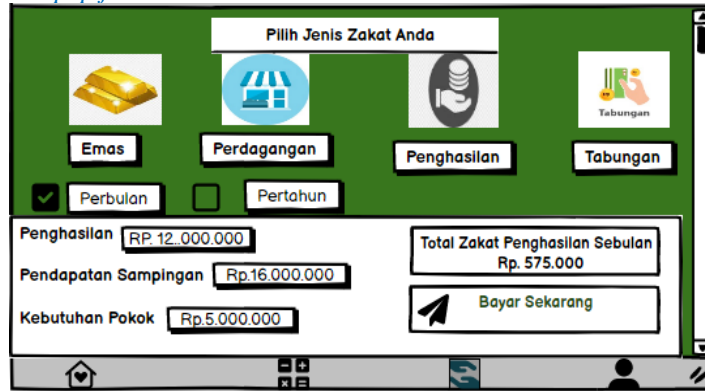 Pilih Jenis Zakat Anda
Tabungan
Emas
Perdagangan
Penghasilan
Tabungan
Perbulan
Pertahun
Penghasilan RP. 12..000.000
Total Zakat Penghasilan Sebulan
Rp. 575.000
Pendapatan Sampingan Rp.16.000.000
Bayar Sekarang
Kebutuhan Pokok Rp.5.000.000